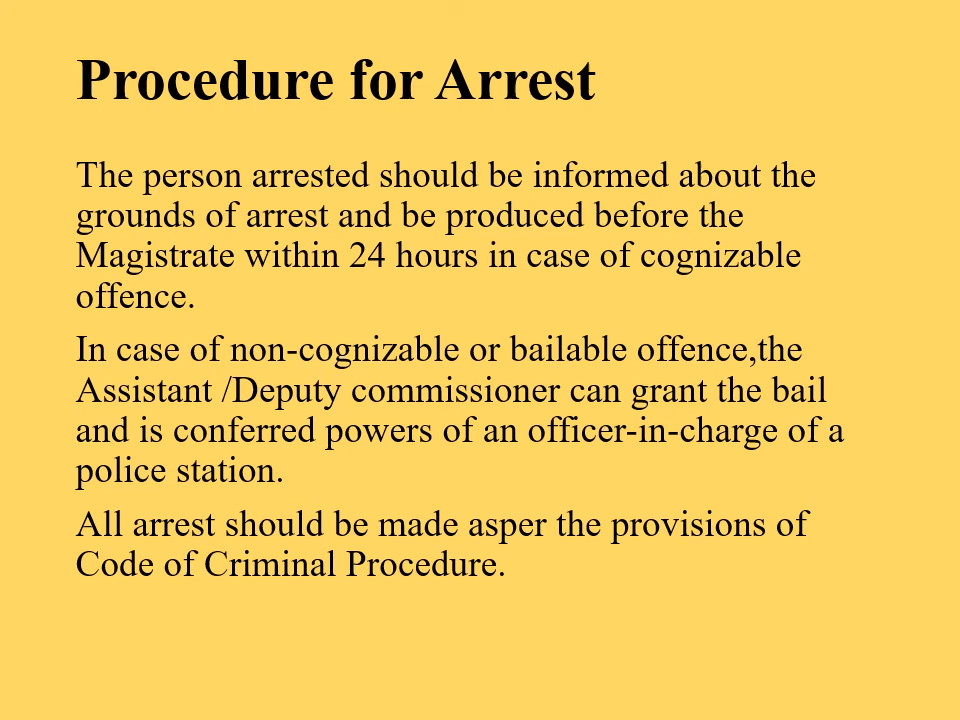 Procedure for Arrest
The person arrested should be informed about the
grounds of arrest and be produced before the
Magistrate within 24 hours in case of cognizable
offence.
In case of non-cognizable or bailable offence,the
Assistant /Deputy commissioner can grant the bail
and is conferred powers of an officer-in-charge of a
police station.
All arrest should be made asper the provisions of
Code of Criminal Procedure.